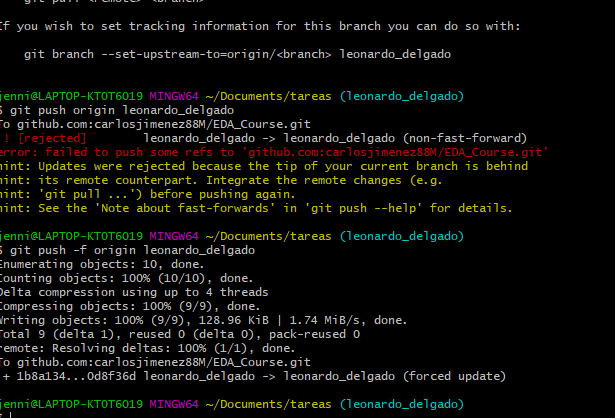 git pull <remote> <branch>
If you wish to set tracking information for this branch you can do so with:
git branch --set-upstream-to=origin/<branch> leonardo_delgado
jenni@LAPTOP-KTOT6019 MINGW64 ~/Documents/tareas (leonardo_delgado)
$ git push origin leonardo_delgado
To github.com:carlosjimenez88M/EDA_Course.git
! [rejected] leonardo_delgado -> leonardo_delgado (non-fast-forward)
error: failed to push some refs to 'github.com:carlosjimenez88M/EDA_Course.git'
hint: Updates were rejected because the tip of your current branch is behind
hint: its remote counterpart. Integrate the remote changes (e.g.
hint: 'git pull ...') before pushing again.
hint: See the 'Note about fast-forwards' in 'git push --help' for details.
jenni@LAPTOP-KTOT6019 MINGW64 ~/Documents/tareas (leonardo_delgado)
$ git push -f origin leonardo_delgado
Enumerating objects: 10, done.
Counting objects: 100% (10/10), done.
Delta compression using up to 4 threads
Compressing objects: 100% (9/9), done.
Writing objects: 100% (9/9), 128.96 KiB | 1.74 MiB/s, done.
Total 9 (delta 1), reused 0 (delta 0), pack-reused 0
remote: Resolving deltas: 100% (1/1), done.
To github.com:carlosjimenez88M/EDA_Course.git
+ 1b8a134...0d8f36d leonardo_delgado -> leonardo_delgado (forced update)
jenni@LAPTOP-KTOT6019 MINGW64 ~/Documents/tareas (leonardo_delgado)
$